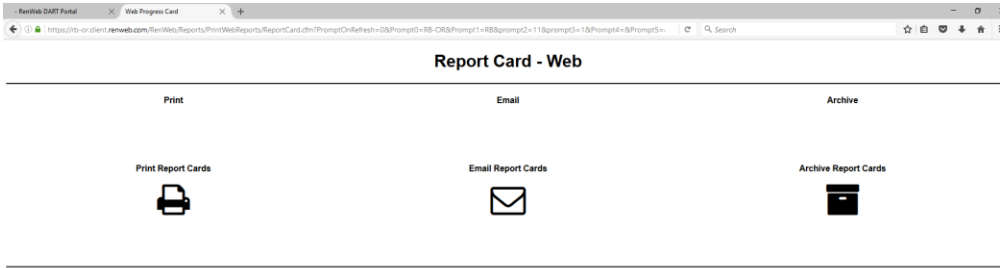 - RenWeb DART Portal
Web Progress Card
https://rb-or.client.renweb.com/RenWeb/Reports/PrintWebReports/ReportCard.cfm?PromptOnRefresh=0&Prompt0=RB-OR&Prompt1=RB&prompt2=11&prompt3=1&Prompt4=&Prompt5=-
Search
Report Card - Web
Print Email Archive
Print Report Cards Email Report Cards Archive Report Cards